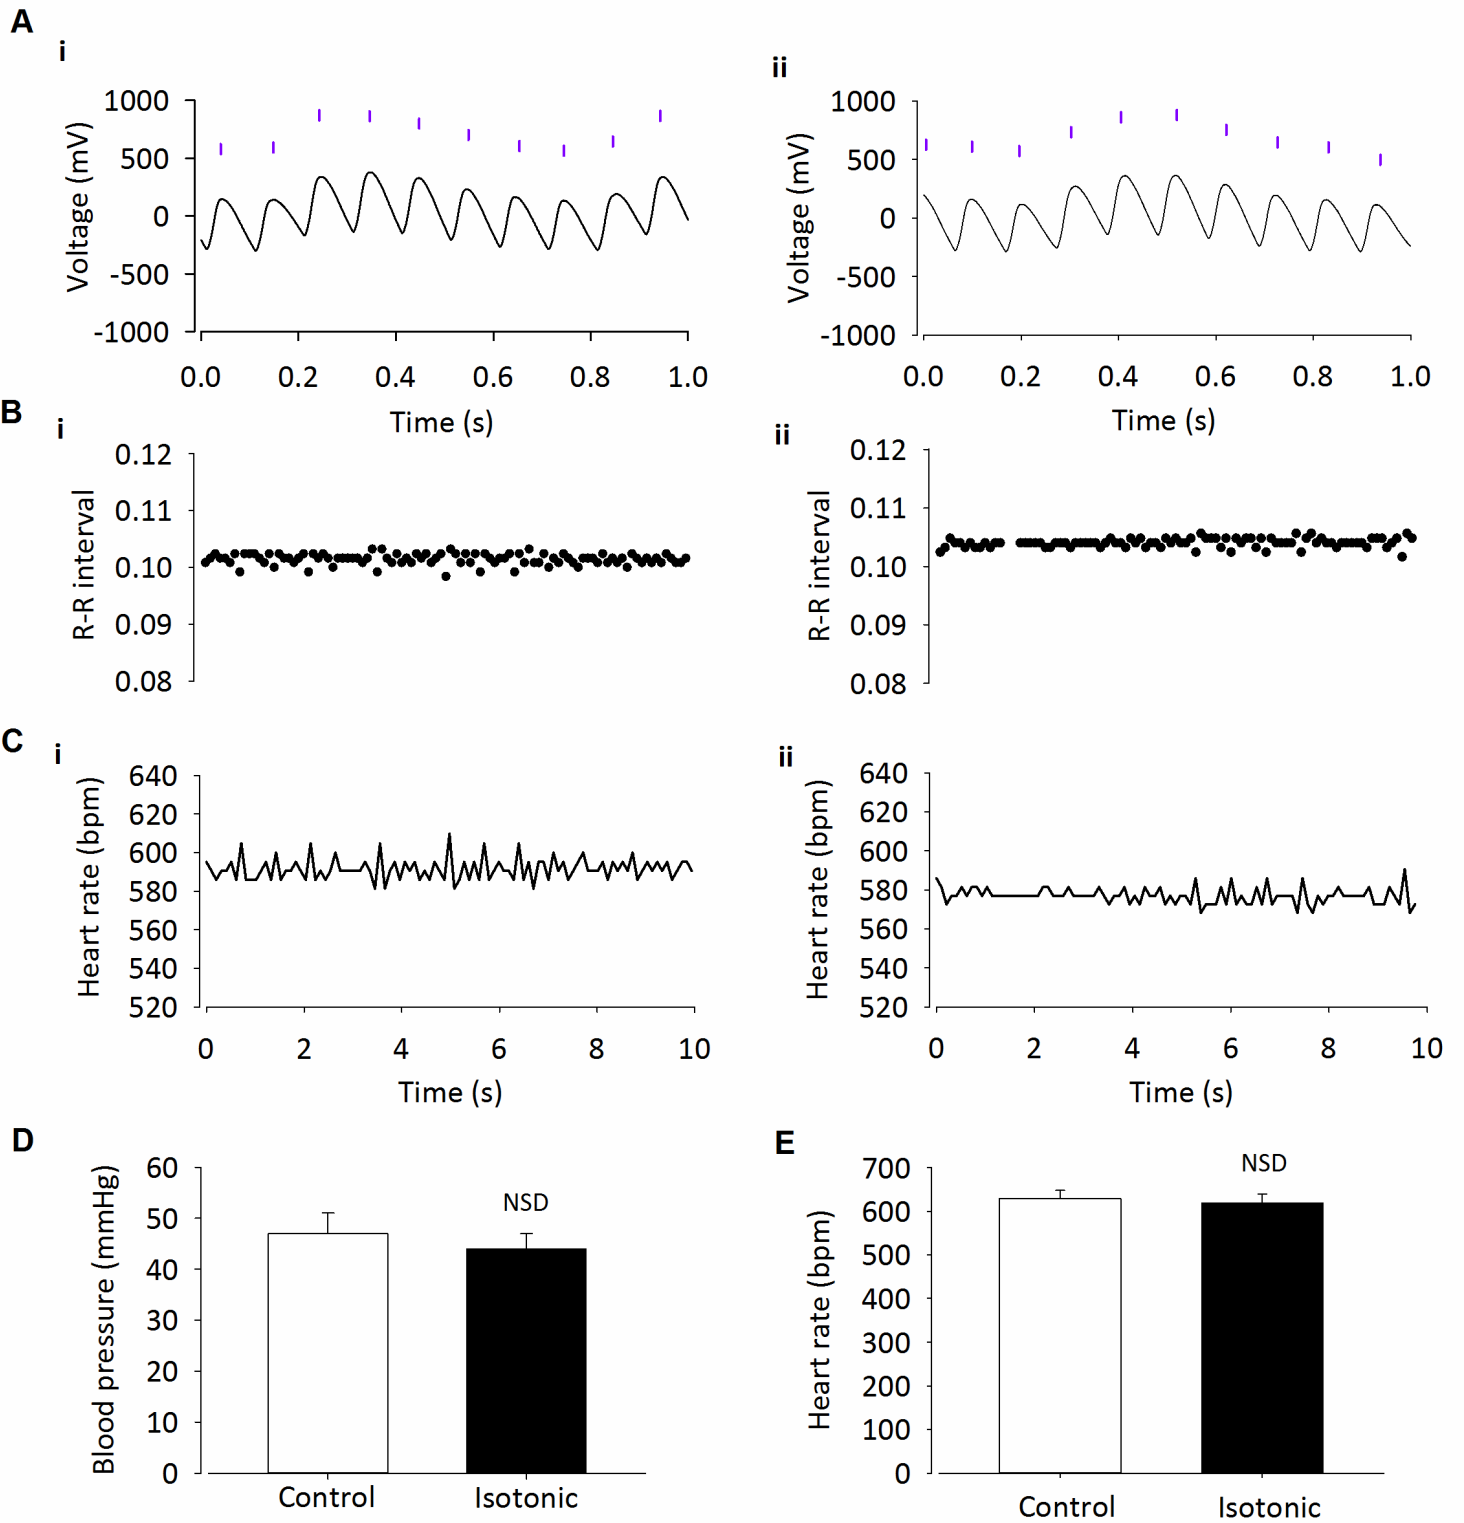 A
i
ii
Voltage (mV)
1000
500
0
-500
-1000
0.0 0.2 0.4 0.6 0.8 1.0
Time (s)
Voltage (mV)
1000
500
0
-500
-1000
0.0 0.2 0.4 0.6 0.8 1.0
Time (s)
B
i
ii
R-R interval
0.12
0.11
0.10
0.09
0.08
R-R interval
0.12
0.11
0.10
0.09
0.08
C
i
ii
Heart rate (bpm)
640
620
600
580
560
540
520
0 2 4 6 8 10
Time (s)
Heart rate (bpm)
640
620
600
580
560
540
520
0 2 4 6 8 10
Time (s)
D
Blood pressure (mmHg)
60
50
40
30
20
10
0
NSD
Control Isotonic
E
Heart rate (bpm)
700
600
500
400
300
200
100
0
NSD
Control Isotonic